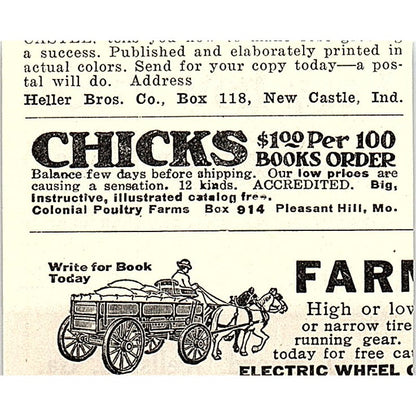 a success. Published and elaborately printed in
actual colors. Send for your copy today—a pos-
tal will do. Address
Heller Bros. Co., Box 118, New Castle, Ind.
CHICKS $1.00 Per 100
BOOKS ORDER
Balance few days before shipping. Our low prices are
causing a sensation. 12 kinds. ACCREDITED. Big,
Instructive, illustrated catalog free.
Colonial Poultry Farms Box 914 Pleasant Hill, Mo.
Write for Book
Today
FARM
High or low
or narrow tire
running gear.
today for free ca
ELECTRIC WHEEL C